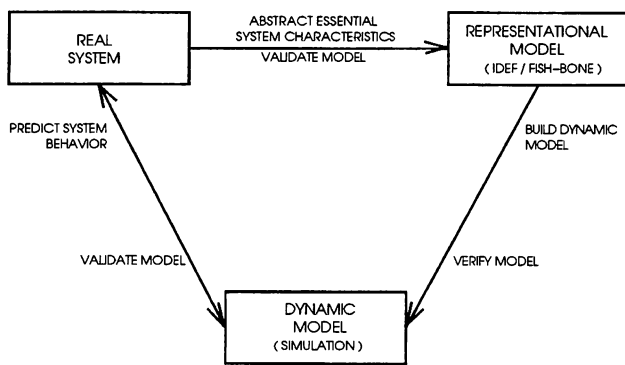 ABSTRACT ESSENTIAL
SYSTEM CHARACTERISTICS
VALIDATE MODEL
REAL
SYSTEM
REPRESENTATIONAL
MODEL
( IDEF / FISH-BONE )
PREDICT SYSTEM
BEHAVIOR
BUILD DYNAMIC
MODEL
VALIDATE MODEL
VERIFY MODEL
DYNAMIC
MODEL
( SIMULATION )